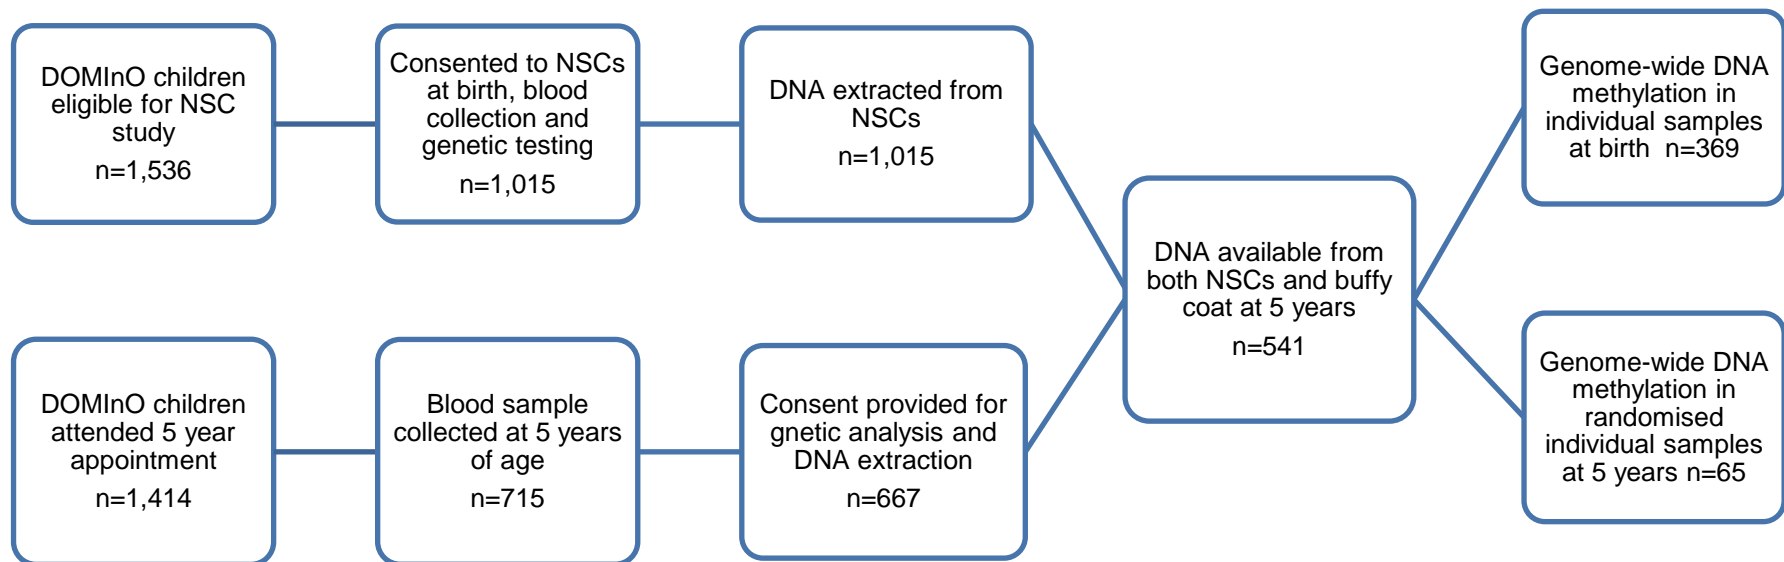 DOMInO children
eligible for NSC
study
n=1,536
Consented to NSCs
at birth, blood
collection and
genetic testing
n=1,015
DNA extracted from
NSCs
n=1,015
DOMInO children
attended 5 year
appointment
n=1,414
Blood sample
collected at 5 years
of age
n=715
Consent provided for
gnetic analysis and
DNA extraction
n=667
DNA available from
both NSCs and buffy
coat at 5 years
n=541
Genome-wide DNA
methylation in
individual samples
at birth  n=369
Genome-wide DNA
methylation in
randomised
individual samples
at 5 years n=65